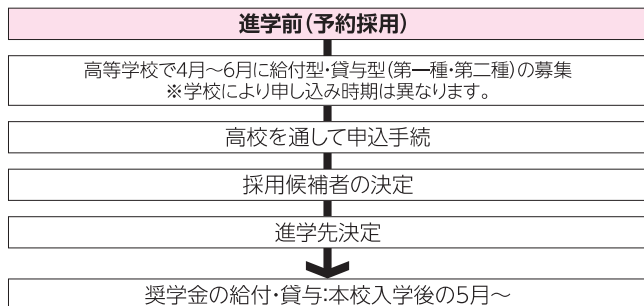 進学前(予約採用)
高等学校で4月～6月に給付型・貸与型(第一種・第二種)の募集
※学校により申し込み時期は異なります。
高校を通して申込手続
採用候補者の決定
進学先決定
奨学金の給付・貸与:本校入学後の5月～